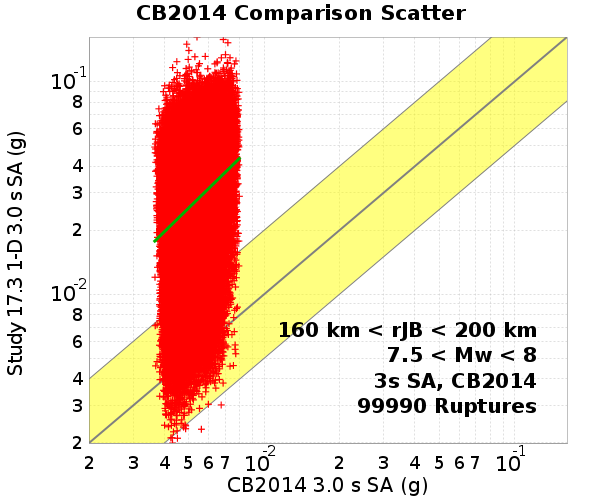 CB2014 Comparison Scatter
Study 17.3 1-D 3.0 s SA (g)
10^-1
8
6
4
3
2
10^-2
8
6
4
3
2
160 km < rJB < 200 km
7.5 < Mw < 8
3s SA, CB2014
99990 Ruptures
2 3 4 5 6 7 10^-2 2 3 4 5 6 7 10^-1
CB2014 3.0 s SA (g)